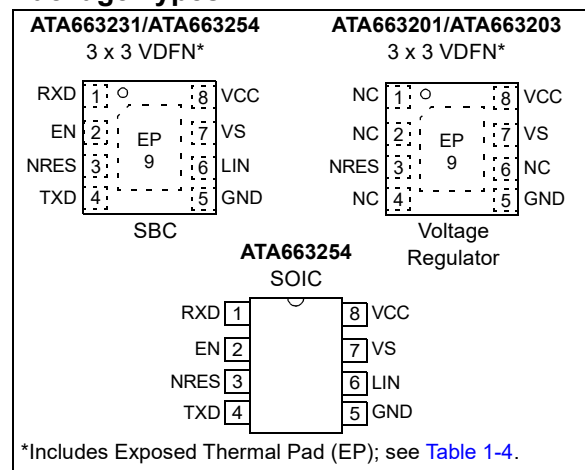 ATA663231/ATA663254
3 x 3 VDFN*
RXD 1 8 VCC
EN 2 EP 7 VS
NRES 3 9 6 LIN
TXD 4 5 GND
SBC
ATA663201/ATA663203
3 x 3 VDFN*
NC 1 8 VCC
NC 2 EP 7 VS
NRES 3 9 6 NC
NC 4 5 GND
Voltage
Regulator
ATA663254
SOIC
RXD 1 8 VCC
EN 2 7 VS
NRES 3 6 LIN
TXD 4 5 GND
*Includes Exposed Thermal Pad (EP); see Table 1-4.